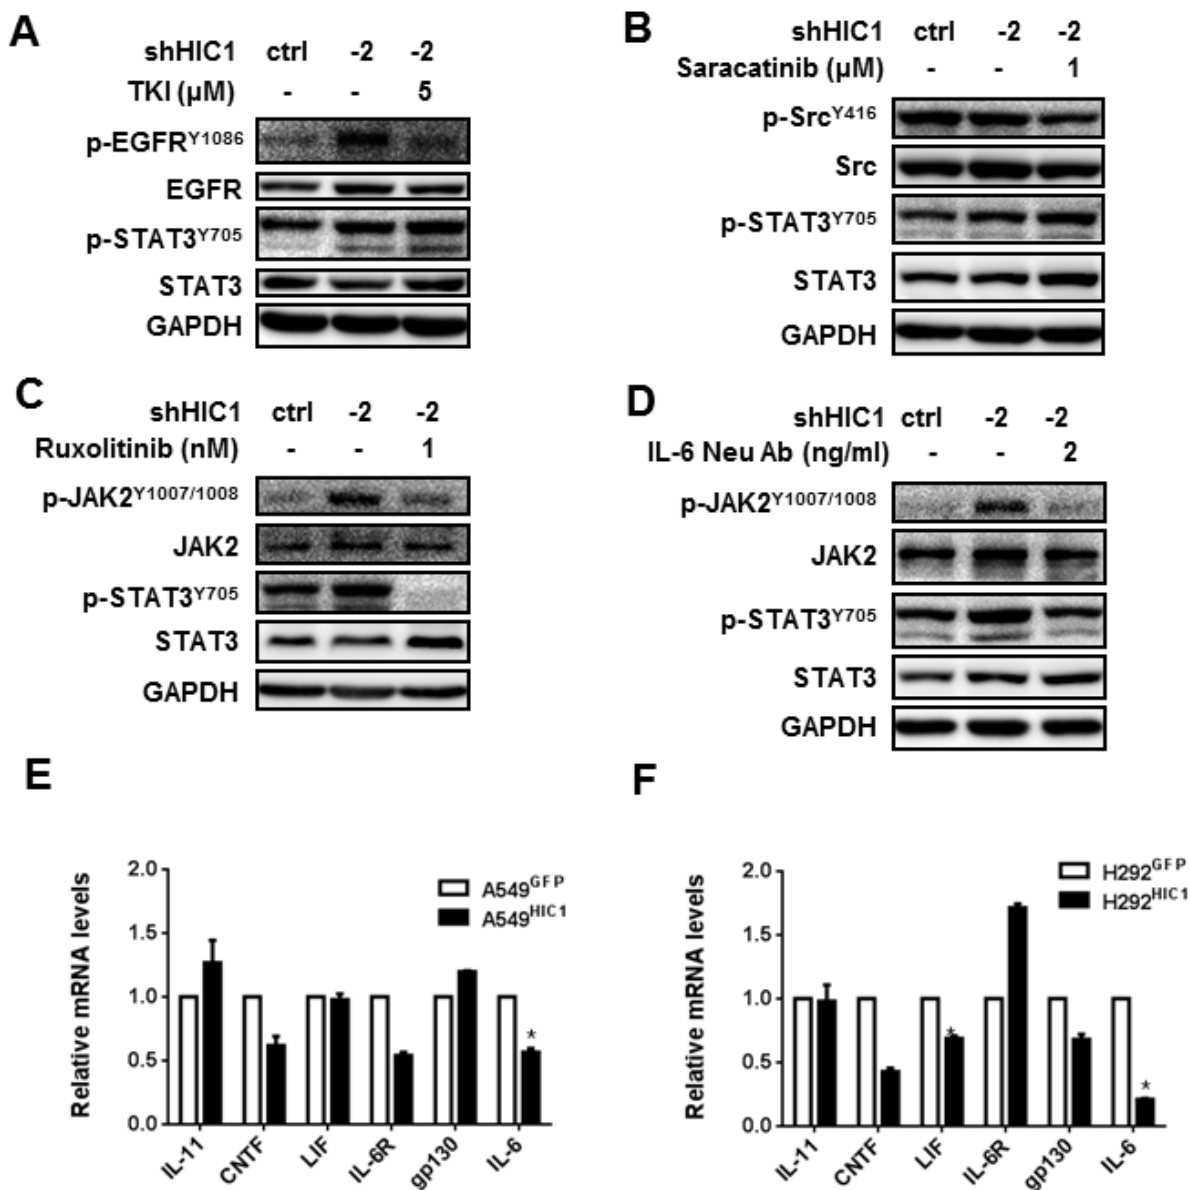 A
shHIC1 ctrl -2 -2
TKI (µM) - - 5
p-EGFRY1086
EGFR
p-STAT3Y705
STAT3
GAPDH
B
shHIC1 ctrl -2 -2
Saracatinib (µM) - - 1
p-SrcY416
Src
p-STAT3Y705
STAT3
GAPDH
C
shHIC1 ctrl -2 -2
Ruxolitinib (nM) - - 1
p-JAK2Y1007/1008
JAK2
p-STAT3Y705
STAT3
GAPDH
D
shHIC1 ctrl -2 -2
IL-6 Neu Ab (ng/ml) - - 2
p-JAK2Y1007/1008
JAK2
p-STAT3Y705
STAT3
GAPDH
E
Relative mRNA levels
2.0
1.5
1.0
0.5
0.0
A549GFP
A549HIC1
*
IL-11 CNTF LIF IL-6R gp130 IL-6
F
Relative mRNA levels
2.0
1.5
1.0
0.5
0.0
H292GFP
H292HIC1
* *
IL-11 CNTF LIF IL-6R gp130 IL-6